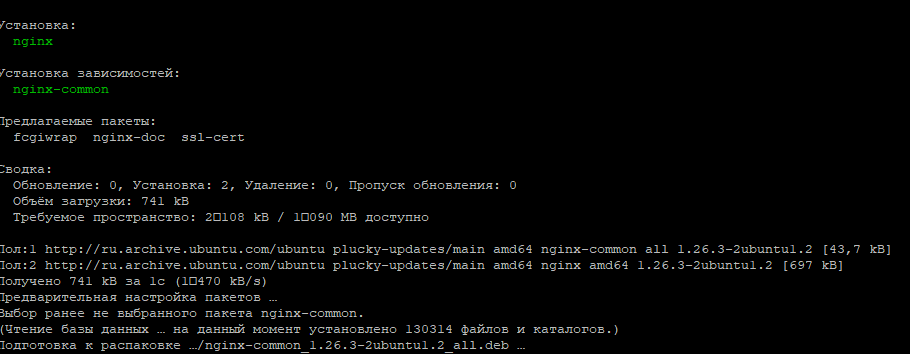 Установка:
nginx
Установка зависимостей:
nginx-common
Предлагаемые пакеты:
fcgiwrap nginx-doc ssl-cert
Сводка:
Обновление: 0, Установка: 2, Удаление: 0, Пропуск обновления: 0
Объём загрузки: 741 kB
Требуемое пространство: 2□108 kB / 1□090 MB доступно
Пол:1 http://ru.archive.ubuntu.com/ubuntu plucky-updates/main amd64 nginx-common all 1.26.3-2ubuntu1.2 [43,7 kB]
Пол:2 http://ru.archive.ubuntu.com/ubuntu plucky-updates/main amd64 nginx amd64 1.26.3-2ubuntu1.2 [697 kB]
Получено 741 kB за 1с (1□470 kB/s)
Предварительная настройка пакетов …
Выбор ранее не выбранного пакета nginx-common.
(Чтение базы данных … на данный момент установлено 130314 файлов и каталогов.)
Подготовка к распаковке …/nginx-common_1.26.3-2ubuntu1.2_all.deb …